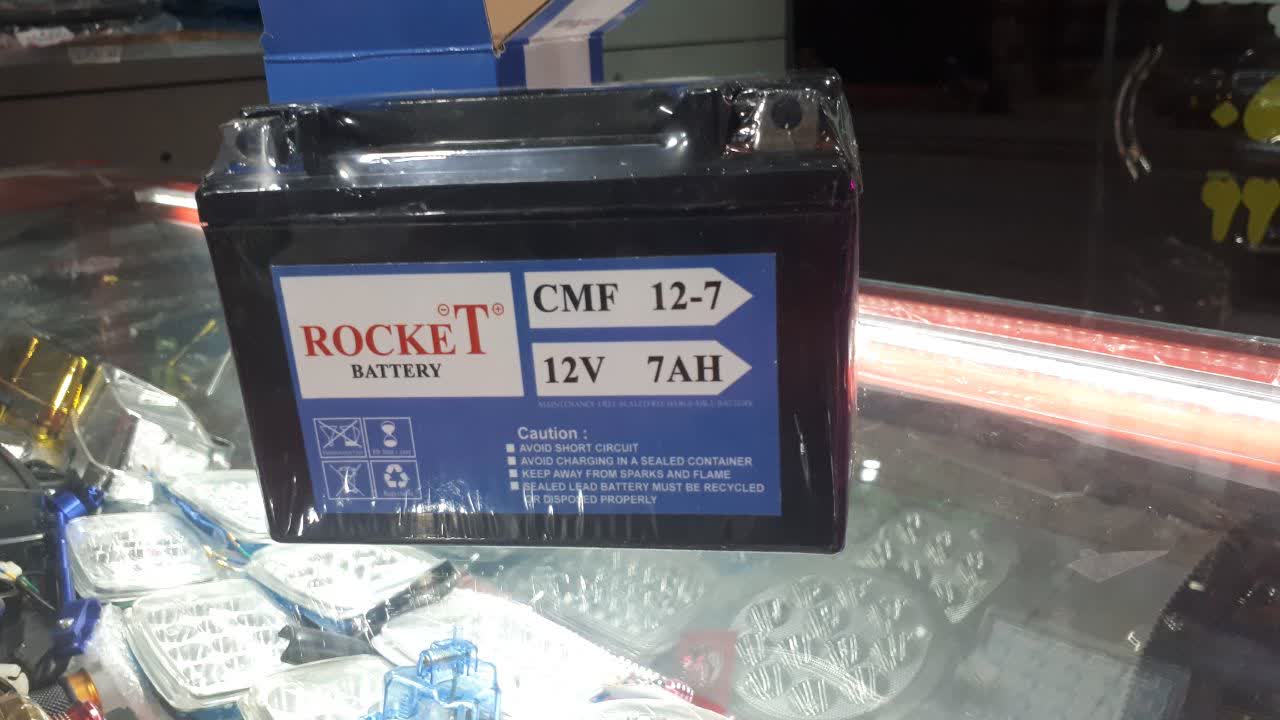 ROCKET
BATTERY
CMF 12-7
12V 7AH
Caution :
AVOID SHORT CIRCUIT
AVOID CHARGING IN A SEALED CONTAINER
KEEP AWAY FROM SPARKS AND FLAME
SEALED LEAD BATTERY MUST BE RECYCLED
OR DISPOSED PROPERLY